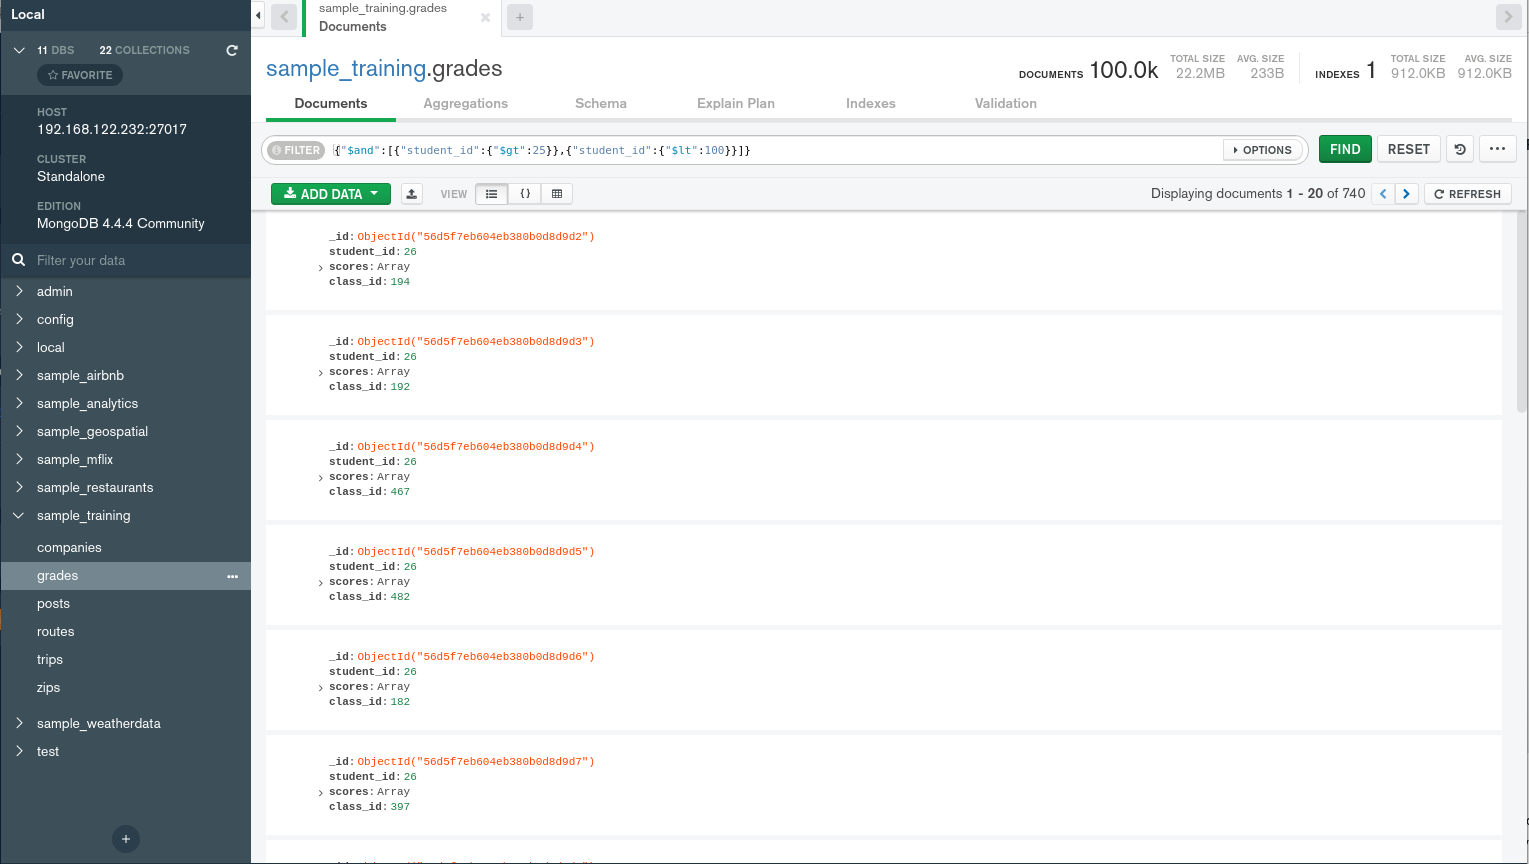 Local
11 DBS 22 COLLECTIONS
FAVORITE
HOST
192.168.122.232:27017
CLUSTER
Standalone
EDITION
MongoDB 4.4.4 Community
Filter your data
admin
config
local
sample_airbnb
sample_analytics
sample_geospatial
sample_mflix
sample_restaurants
sample_training
companies
grades
posts
routes
trips
zips
sample_weatherdata
test
sample_training.grades
Documents
sample_training.grades
DOCUMENTS 100.0k
TOTAL SIZE AVG. SIZE
22.2MB 233B
INDEXES 1
TOTAL SIZE AVG. SIZE
912.0KB 912.0KB
Documents Aggregations Schema Explain Plan Indexes Validation
FILTER {"$and":[{"student_id":{"$gt":25}},{"student_id":{"$lt":100}}]} OPTIONS FIND RESET
ADD DATA VIEW {} Displaying documents 1 - 20 of 740 REFRESH
_id: ObjectId("56d5f7eb604eb380b0d8d9d2")
student_id: 26
scores: Array
class_id: 194
_id: ObjectId("56d5f7eb604eb380b0d8d9d3")
student_id: 26
scores: Array
class_id: 192
_id: ObjectId("56d5f7eb604eb380b0d8d9d4")
student_id: 26
scores: Array
class_id: 467
_id: ObjectId("56d5f7eb604eb380b0d8d9d5")
student_id: 26
scores: Array
class_id: 482
_id: ObjectId("56d5f7eb604eb380b0d8d9d6")
student_id: 26
scores: Array
class_id: 182
_id: ObjectId("56d5f7eb604eb380b0d8d9d7")
student_id: 26
scores: Array
class_id: 397